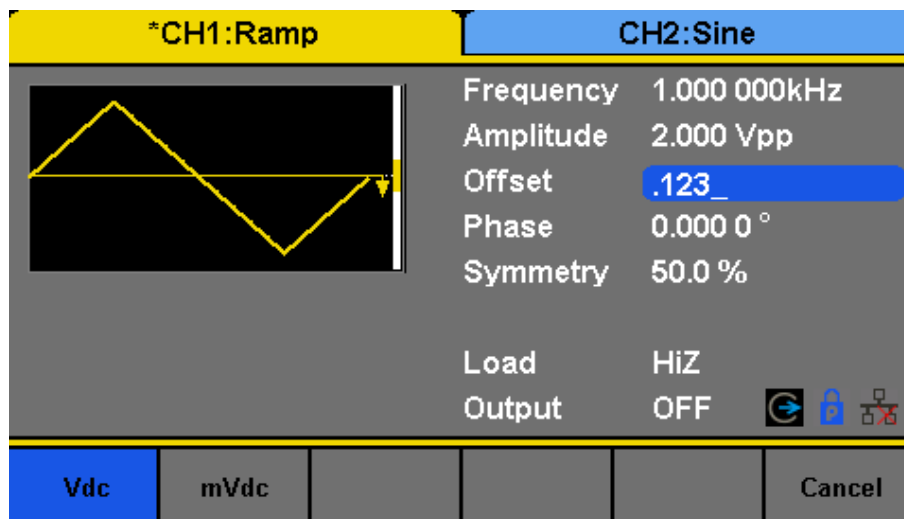 *CH1:Ramp CH2:Sine
Frequency 1.000 000kHz
Amplitude 2.000 Vpp
Offset .123_
Phase 0.000 0 °
Symmetry 50.0 %
Load HiZ
Output OFF P
Vdc mVdc Cancel